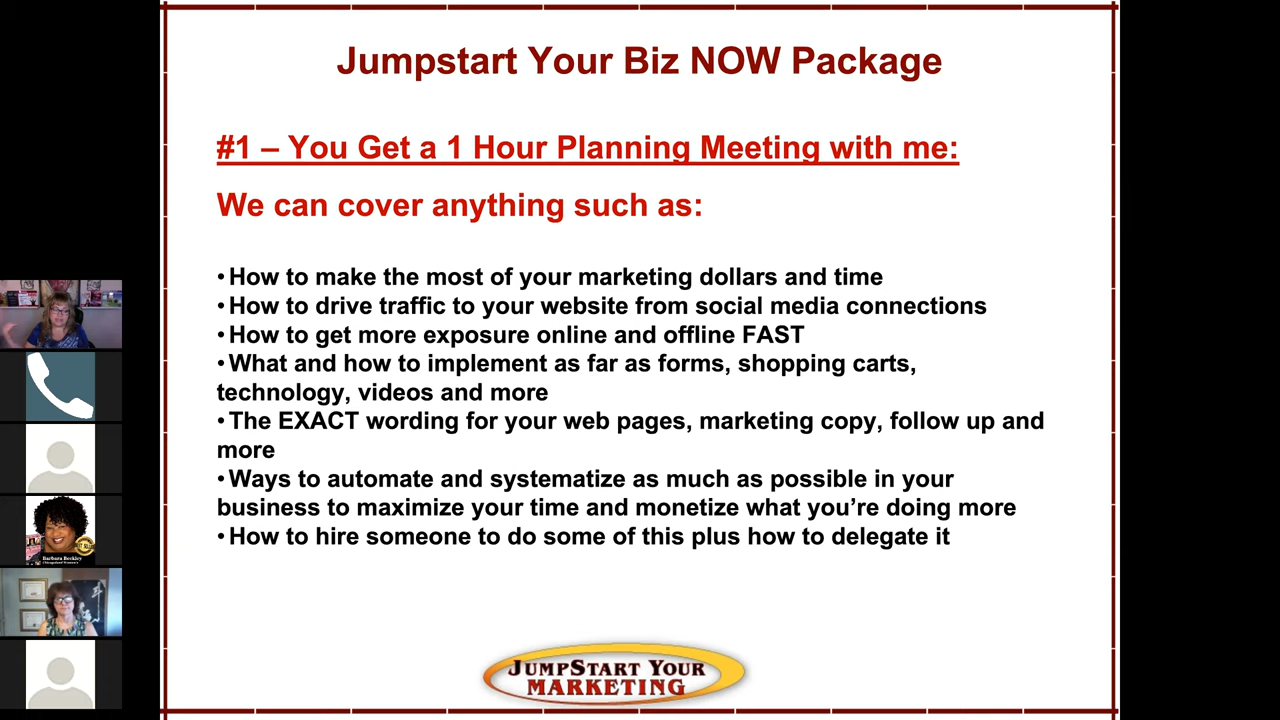 Jumpstart Your Biz NOW Package
#1 – You Get a 1 Hour Planning Meeting with me:
We can cover anything such as:
•How to make the most of your marketing dollars and time
•How to drive traffic to your website from social media connections
•How to get more exposure online and offline FAST
•What and how to implement as far as forms, shopping carts,
technology, videos and more
•The EXACT wording for your web pages, marketing copy, follow up and
more
•Ways to automate and systematize as much as possible in your
business to maximize your time and monetize what you’re doing more
•How to hire someone to do some of this plus how to delegate it
Barbara Beckley
JUMPSTART YOUR
MARKETING